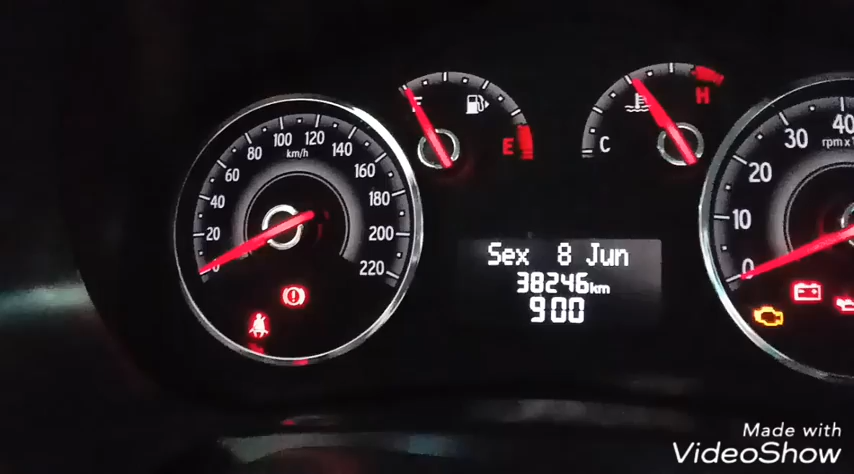 100 120
80 km/h 140
60 160
40 180
20 200
0 220
F
E
C
H
Sex 8 Jun
38246km
900
40
30 rpm x
20
10
0
Made with
VideoShow